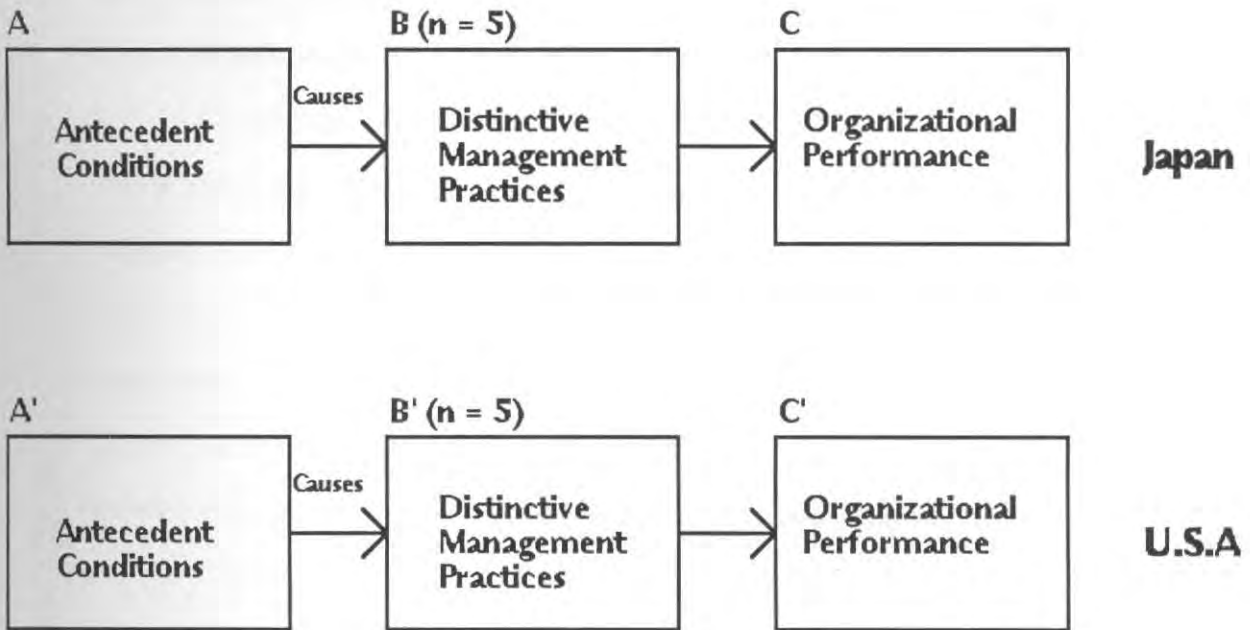 A
B (n = 5)
C
Causes
Antecedent
Conditions
Distinctive
Management
Practices
Organizational
Performance
Japan
A'
B' (n = 5)
C'
Causes
Antecedent
Conditions
Distinctive
Management
Practices
Organizational
Performance
U.S.A